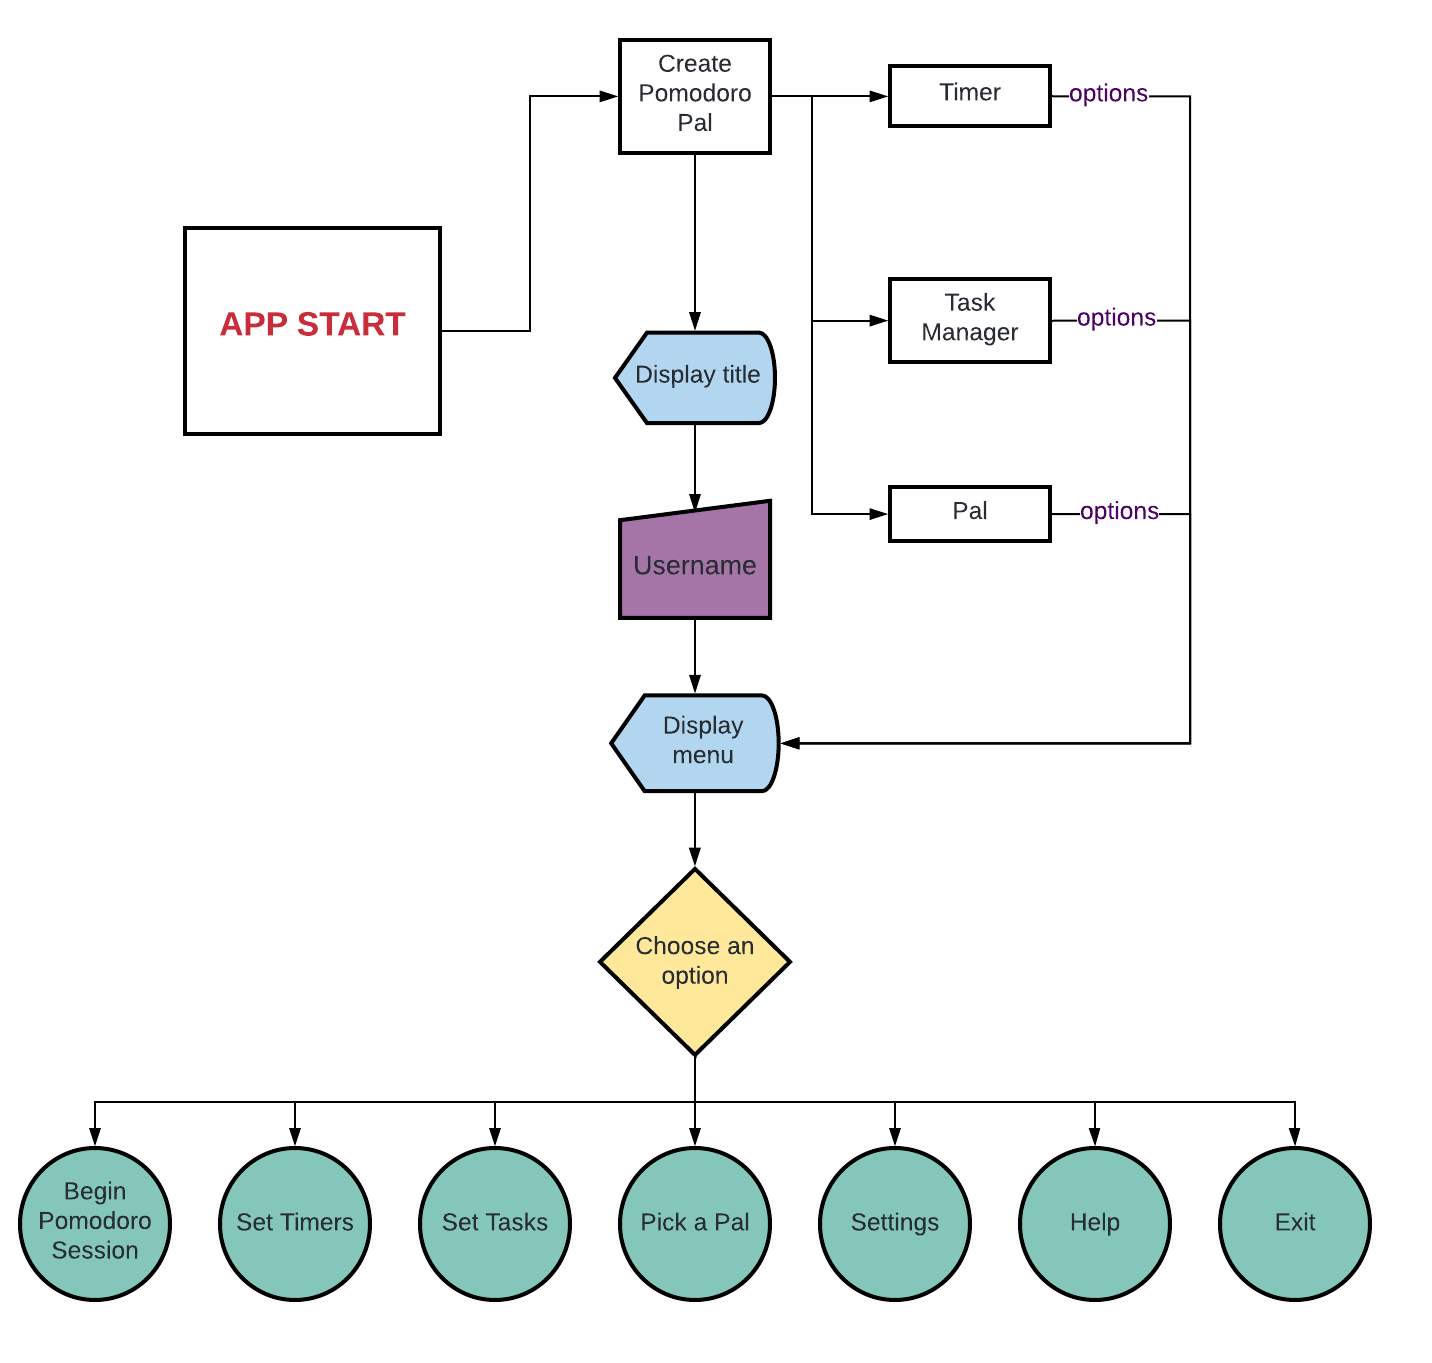 Create
Pomodoro
Pal
Timer
options
APP START
Task
Manager
options
Display title
Pal
options
Username
Display
menu
Choose an
option
Begin
Pomodoro
Session
Set Timers
Set Tasks
Pick a Pal
Settings
Help
Exit